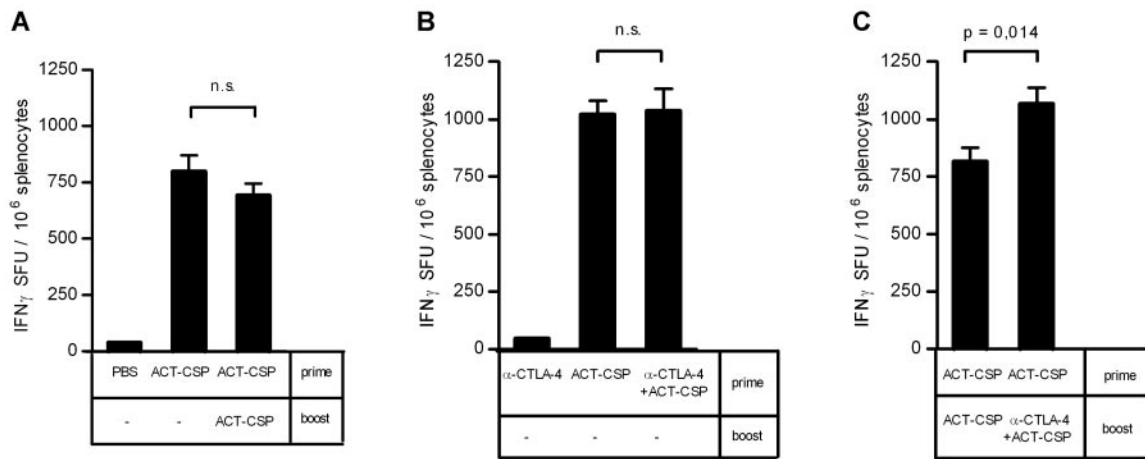 A
n.s.
IFNγ SFU / 10⁶ splenocytes
1250
1000
750
500
250
0
PBS ACT-CSP ACT-CSP prime
- - ACT-CSP boost
B
n.s.
IFNγ SFU / 10⁶ splenocytes
1250
1000
750
500
250
0
α-CTLA-4 ACT-CSP α-CTLA-4
+ACT-CSP prime
- - - boost
C
p = 0,014
IFNγ SFU / 10⁶ splenocytes
1250
1000
750
500
250
0
ACT-CSP ACT-CSP prime
ACT-CSP α-CTLA-4
+ACT-CSP boost